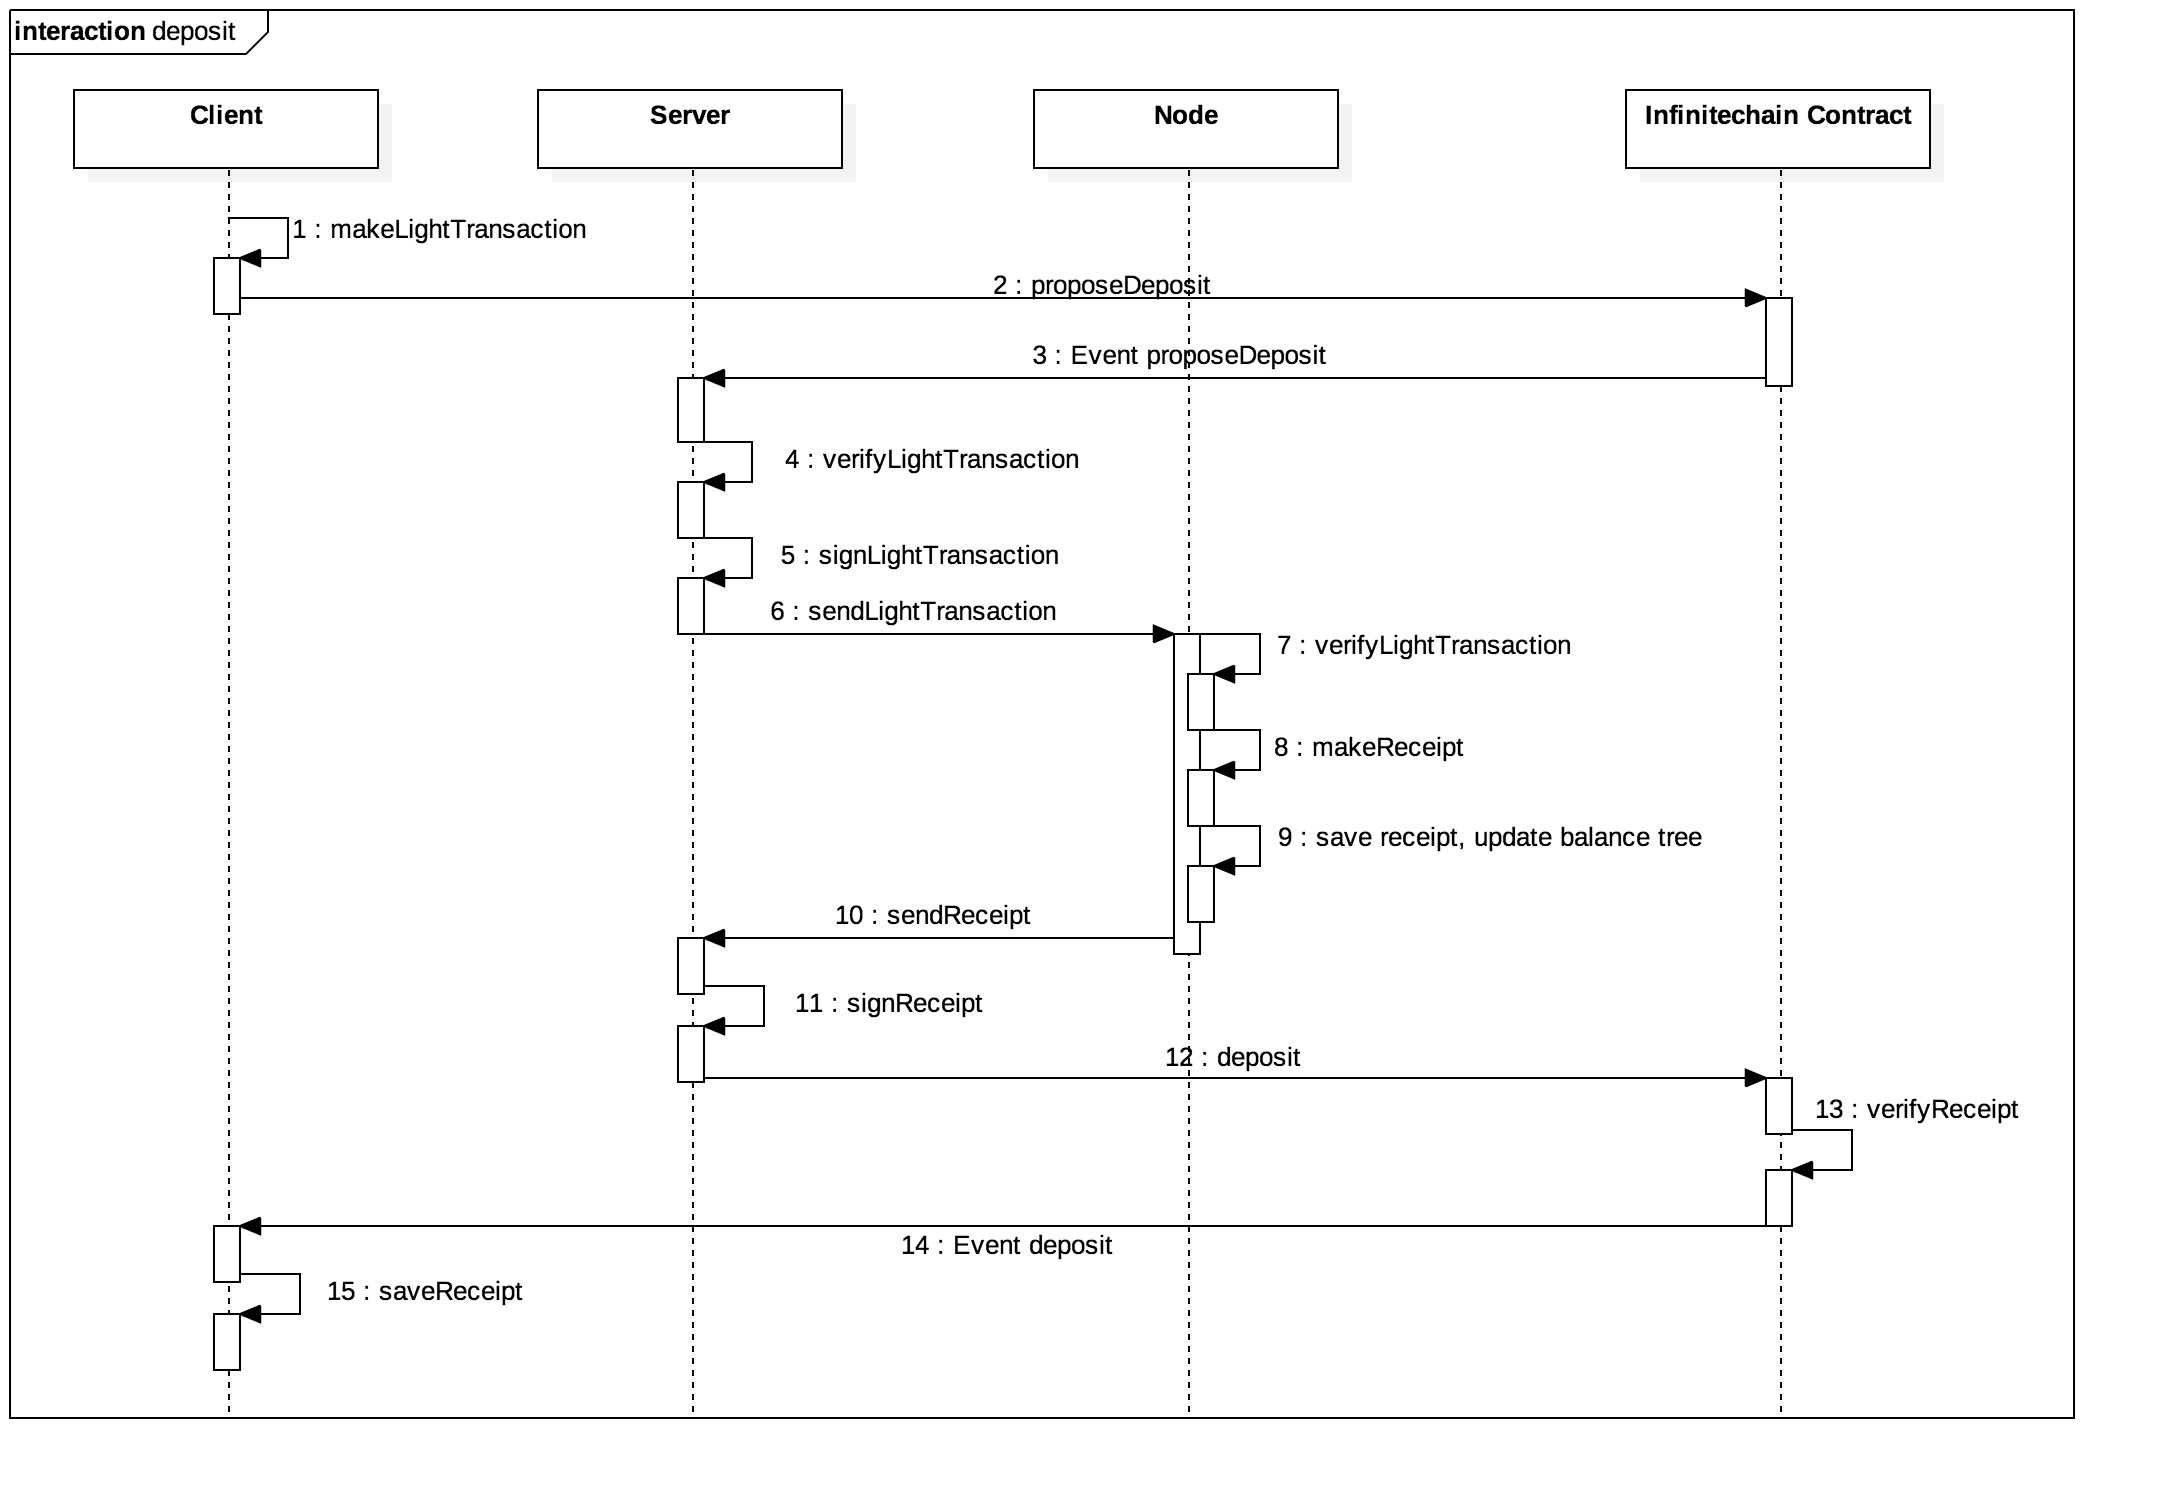 interaction deposit
Client
Server
Node
Infinitechain Contract
1 : makeLightTransaction
2 : proposeDeposit
3 : Event proposeDeposit
4 : verifyLightTransaction
5 : signLightTransaction
6 : sendLightTransaction
7 : verifyLightTransaction
8 : makeReceipt
9 : save receipt, update balance tree
10 : sendReceipt
11 : signReceipt
12 : deposit
13 : verifyReceipt
14 : Event deposit
15 : saveReceipt